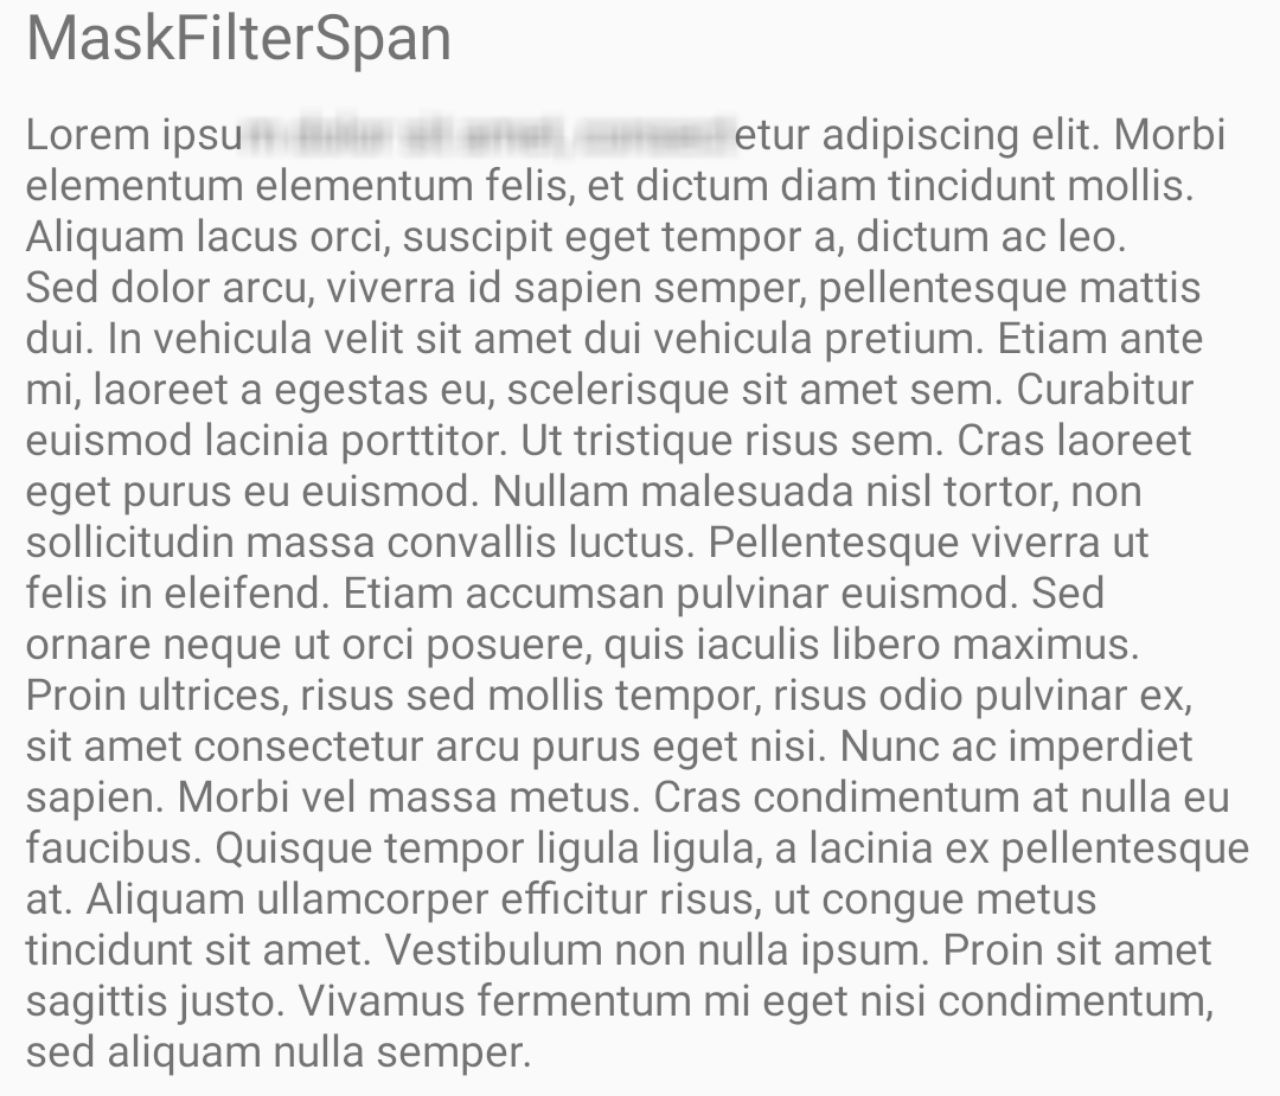 MaskFilterSpan
Lorem ipsum dolor sit amet, consectetur adipiscing elit. Morbi
elementum elementum felis, et dictum diam tincidunt mollis.
Aliquam lacus orci, suscipit eget tempor a, dictum ac leo.
Sed dolor arcu, viverra id sapien semper, pellentesque mattis
dui. In vehicula velit sit amet dui vehicula pretium. Etiam ante
mi, laoreet a egestas eu, scelerisque sit amet sem. Curabitur
euismod lacinia porttitor. Ut tristique risus sem. Cras laoreet
eget purus eu euismod. Nullam malesuada nisl tortor, non
sollicitudin massa convallis luctus. Pellentesque viverra ut
felis in eleifend. Etiam accumsan pulvinar euismod. Sed
ornare neque ut orci posuere, quis iaculis libero maximus.
Proin ultrices, risus sed mollis tempor, risus odio pulvinar ex,
sit amet consectetur arcu purus eget nisi. Nunc ac imperdiet
sapien. Morbi vel massa metus. Cras condimentum at nulla eu
faucibus. Quisque tempor ligula ligula, a lacinia ex pellentesque
at. Aliquam ullamcorper efficitur risus, ut congue metus
tincidunt sit amet. Vestibulum non nulla ipsum. Proin sit amet
sagittis justo. Vivamus fermentum mi eget nisi condimentum,
sed aliquam nulla semper.